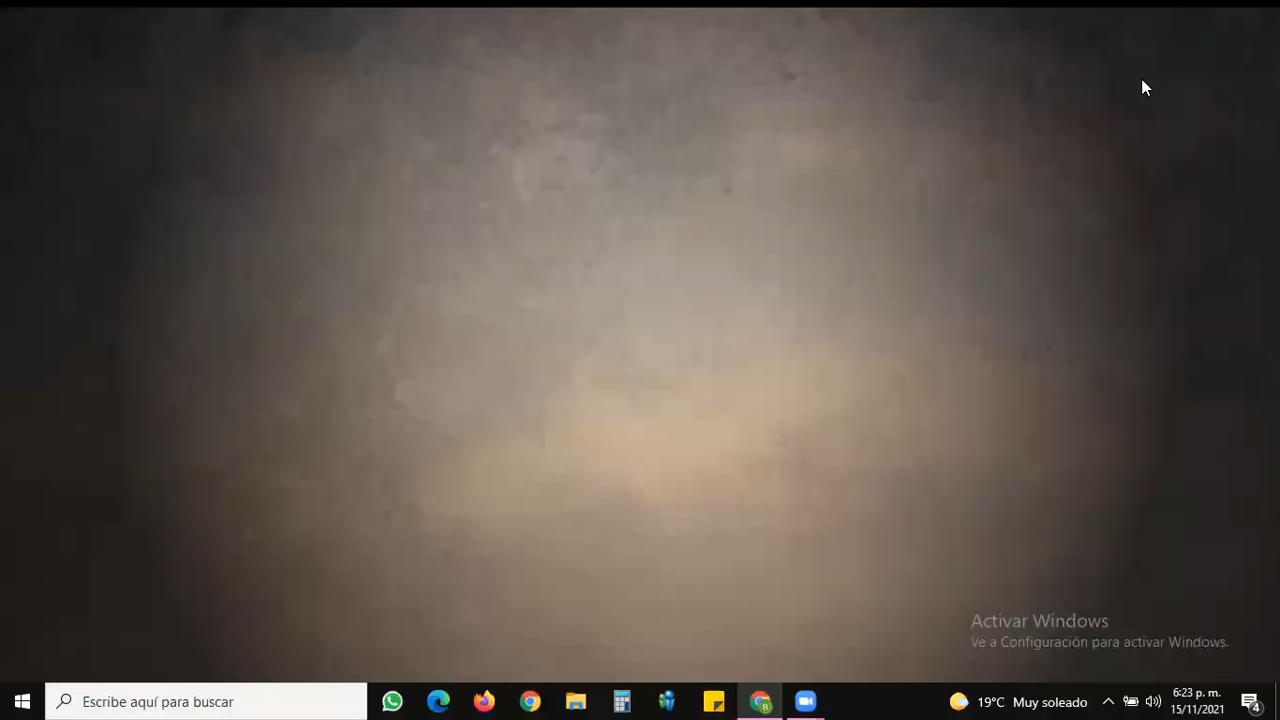 Activar Windows
Ve a Configuración para activar Windows.
Escribe aquí para buscar
19°C Muy soleado
6:23 p. m.
15/11/2021
4